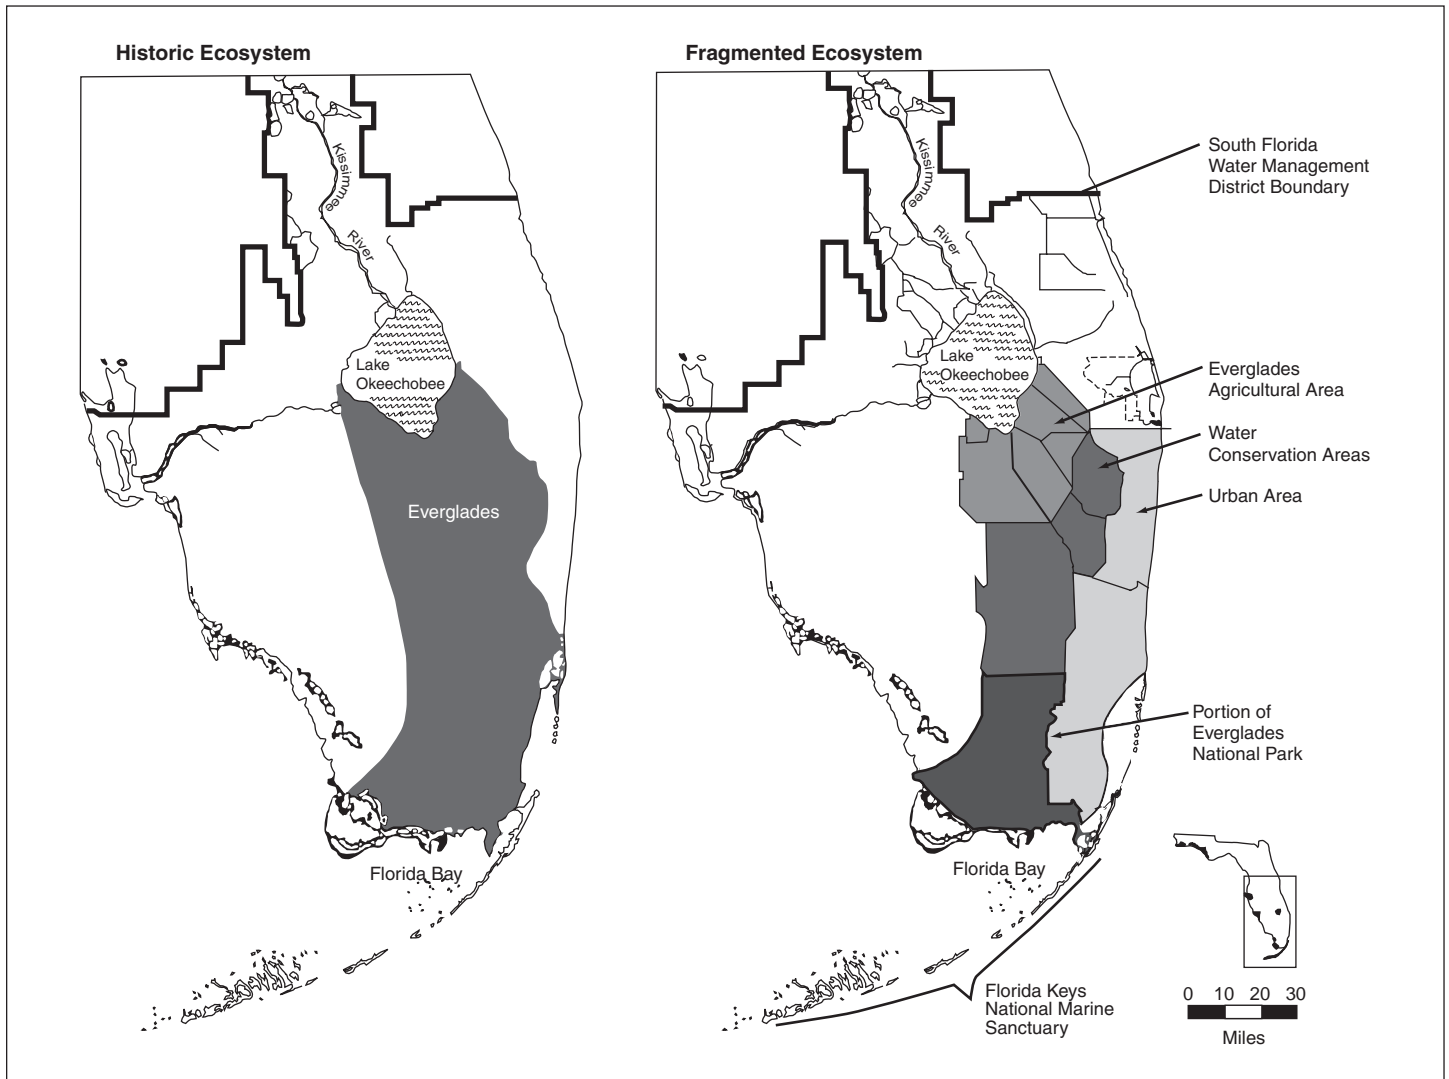 Historic Ecosystem
Kissimmee
River
Lake
Okeechobee
Everglades
Florida Bay
Fragmented Ecosystem
Kissimmee
River
Lake
Okeechobee
South Florida
Water Management
District Boundary
Everglades
Agricultural Area
Water
Conservation Areas
Urban Area
Portion of
Everglades
National Park
Florida Bay
Florida Keys
National Marine
Sanctuary
0 10 20 30
Miles